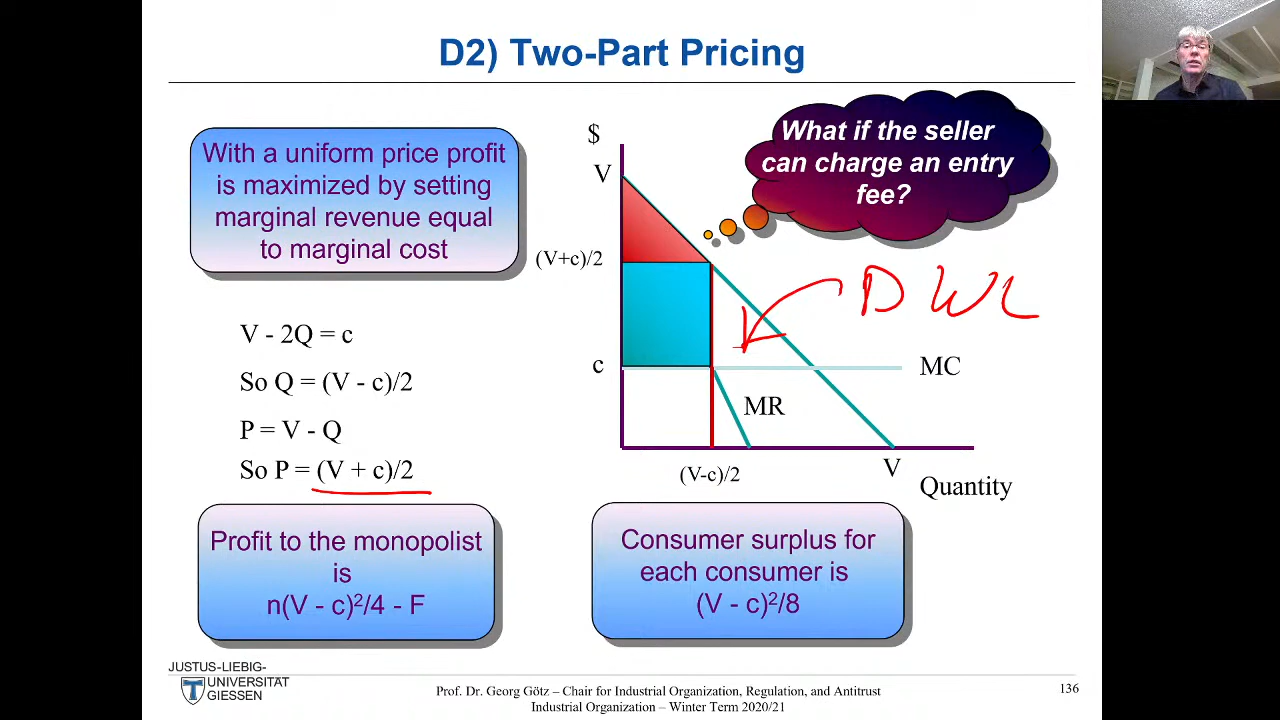 D2) Two-Part Pricing
With a uniform price profit
is maximized by setting
marginal revenue equal
to marginal cost
V - 2Q = c
So Q = (V - c)/2
P = V - Q
So P = (V + c)/2
Profit to the monopolist
is
n(V - c)²/4 - F
$
V
(V+c)/2
c
What if the seller
can charge an entry
fee?
DWL
MC
MR
(V-c)/2
V
Quantity
Consumer surplus for
each consumer is
(V - c)²/8
JUSTUS-LIEBIG-
UNIVERSITÄT
GIESSEN
Prof. Dr. Georg Götz – Chair for Industrial Organization, Regulation, and Antitrust
Industrial Organization – Winter Term 2020/21
136